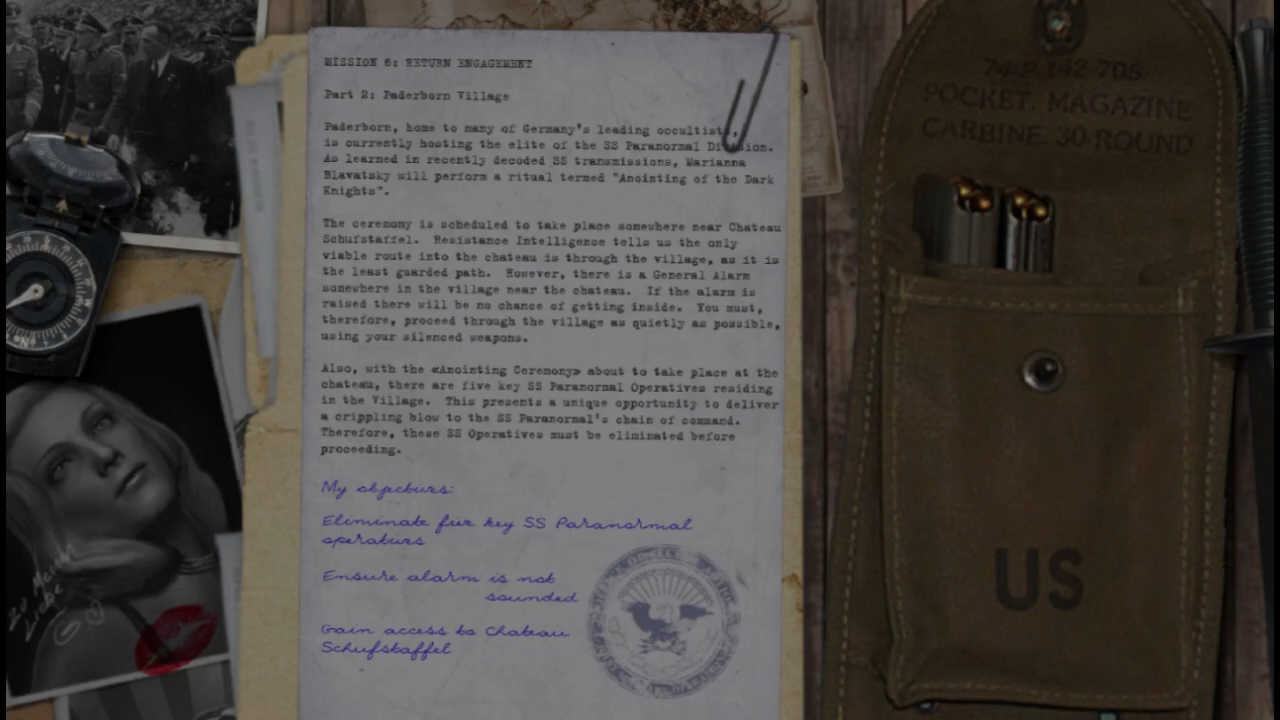 MISSION 6: RETURN ENGAGEMENT
Part 2: Paderborn Village
Paderborn, home to many of Germany's leading occultists,
is currently hosting the elite of the SS Paranormal Division.
As learned in recently decoded SS transmissions, Marianna
Blavatsky will perform a ritual termed "Anointing of the Dark
Knights".
The ceremony is scheduled to take place somewhere near Chateau
Schufstaffel. Resistance Intelligence tells us the only
viable route into the chateau is through the village, as it is
the least guarded path. However, there is a General Alarm
somewhere in the village near the chateau. If the alarm is
raised there will be no chance of getting inside. You must,
therefore, proceed through the village as quietly as possible,
using your silenced weapons.
Also, with the «Anointing Ceremony» about to take place at the
chateau, there are five key SS Paranormal Operatives residing
in the Village. This presents a unique opportunity to deliver
a crippling blow to the SS Paranormal's chain of command.
Therefore, these SS Operatives must be eliminated before
proceeding.
My objectives:
Eliminate five key SS Paranormal
operatives
Ensure alarm is not
sounded
Gain access to Chateau
Schufstaffel
POCKET. MAGAZINE
CARBINE. 30-ROUND
US